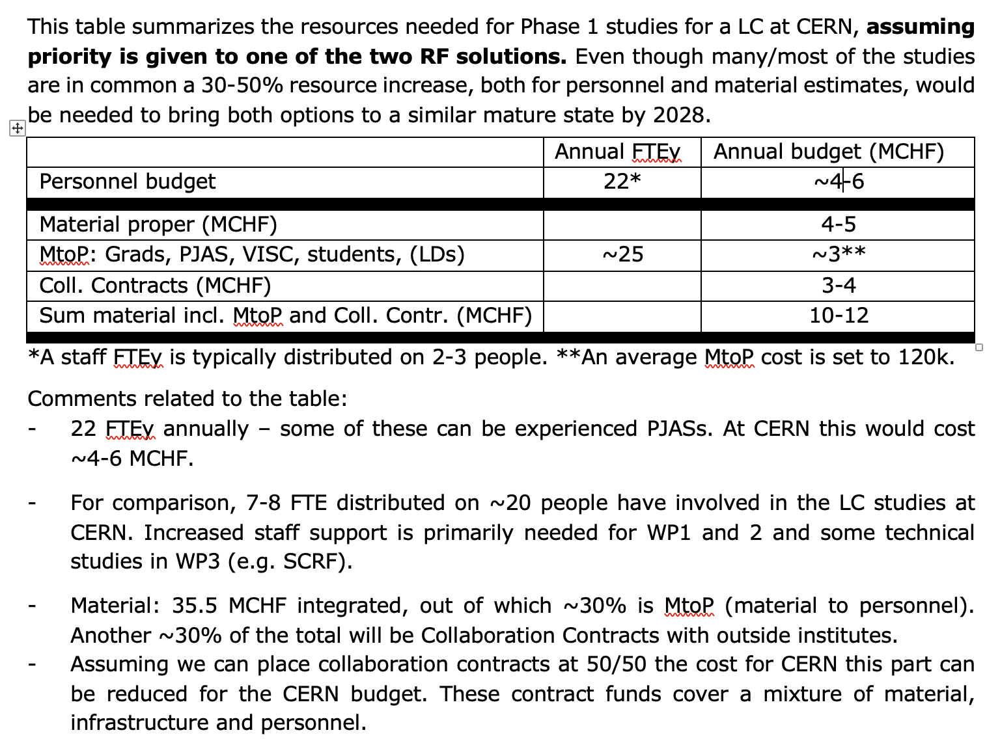 This table summarizes the resources needed for Phase 1 studies for a LC at CERN, assuming
priority is given to one of the two RF solutions. Even though many/most of the studies
are in common a 30-50% resource increase, both for personnel and material estimates, would
be needed to bring both options to a similar mature state by 2028.
Annual FTEy Annual budget (MCHF)
Personnel budget 22* ~4-6
Material proper (MCHF) 4-5
MtoP: Grads, PJAS, VISC, students, (LDs) ~25 ~3**
Coll. Contracts (MCHF) 3-4
Sum material incl. MtoP and Coll. Contr. (MCHF) 10-12
*A staff FTEy is typically distributed on 2-3 people. **An average MtoP cost is set to 120k.
Comments related to the table:
- 22 FTEy annually – some of these can be experienced PJASs. At CERN this would cost
~4-6 MCHF.
- For comparison, 7-8 FTE distributed on ~20 people have involved in the LC studies at
CERN. Increased staff support is primarily needed for WP1 and 2 and some technical
studies in WP3 (e.g. SCRF).
- Material: 35.5 MCHF integrated, out of which ~30% is MtoP (material to personnel).
Another ~30% of the total will be Collaboration Contracts with outside institutes.
- Assuming we can place collaboration contracts at 50/50 the cost for CERN this part can
be reduced for the CERN budget. These contract funds cover a mixture of material,
infrastructure and personnel.